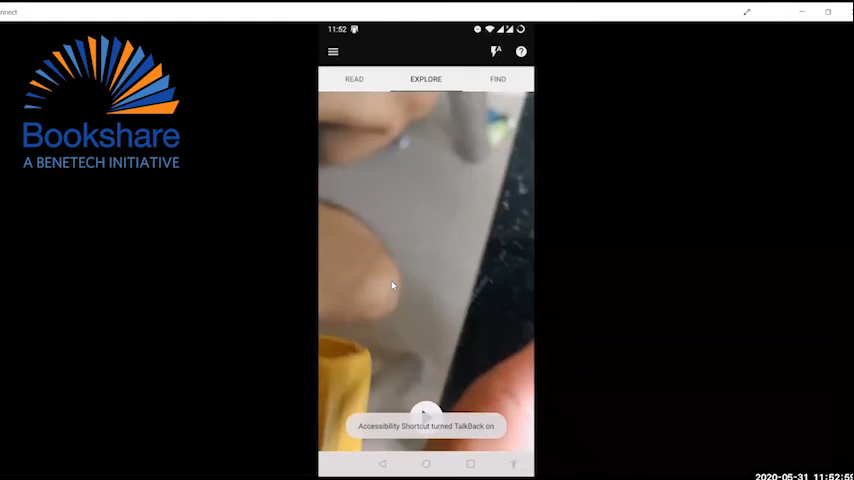 nnect
11:52
READ EXPLORE FIND
Bookshare
A BENETECH INITIATIVE
Accessibility Shortcut turned TalkBack on
2020-05-31 11:52:59